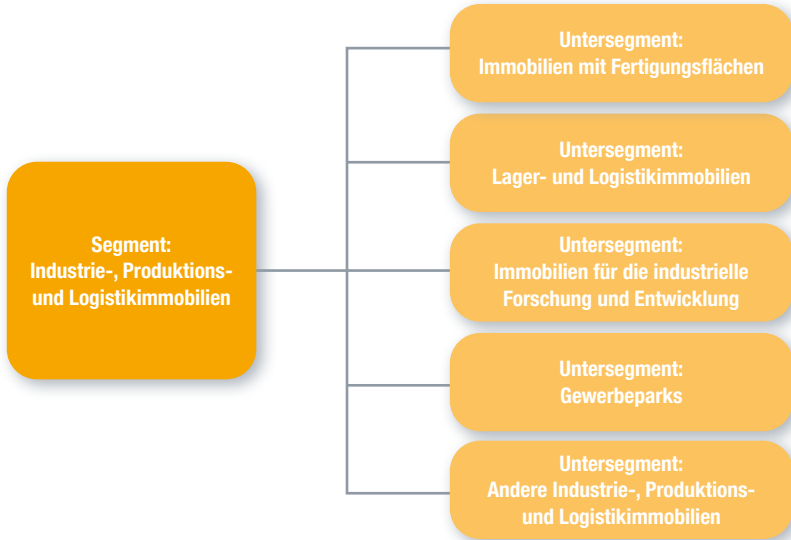 Segment:
Industrie-, Produktions-
und Logistikimmobilien
Untersegment:
Immobilien mit Fertigungsflächen
Untersegment:
Lager- und Logistikimmobilien
Untersegment:
Immobilien für die industrielle
Forschung und Entwicklung
Untersegment:
Gewerbeparks
Untersegment:
Andere Industrie-, Produktions-
und Logistikimmobilien